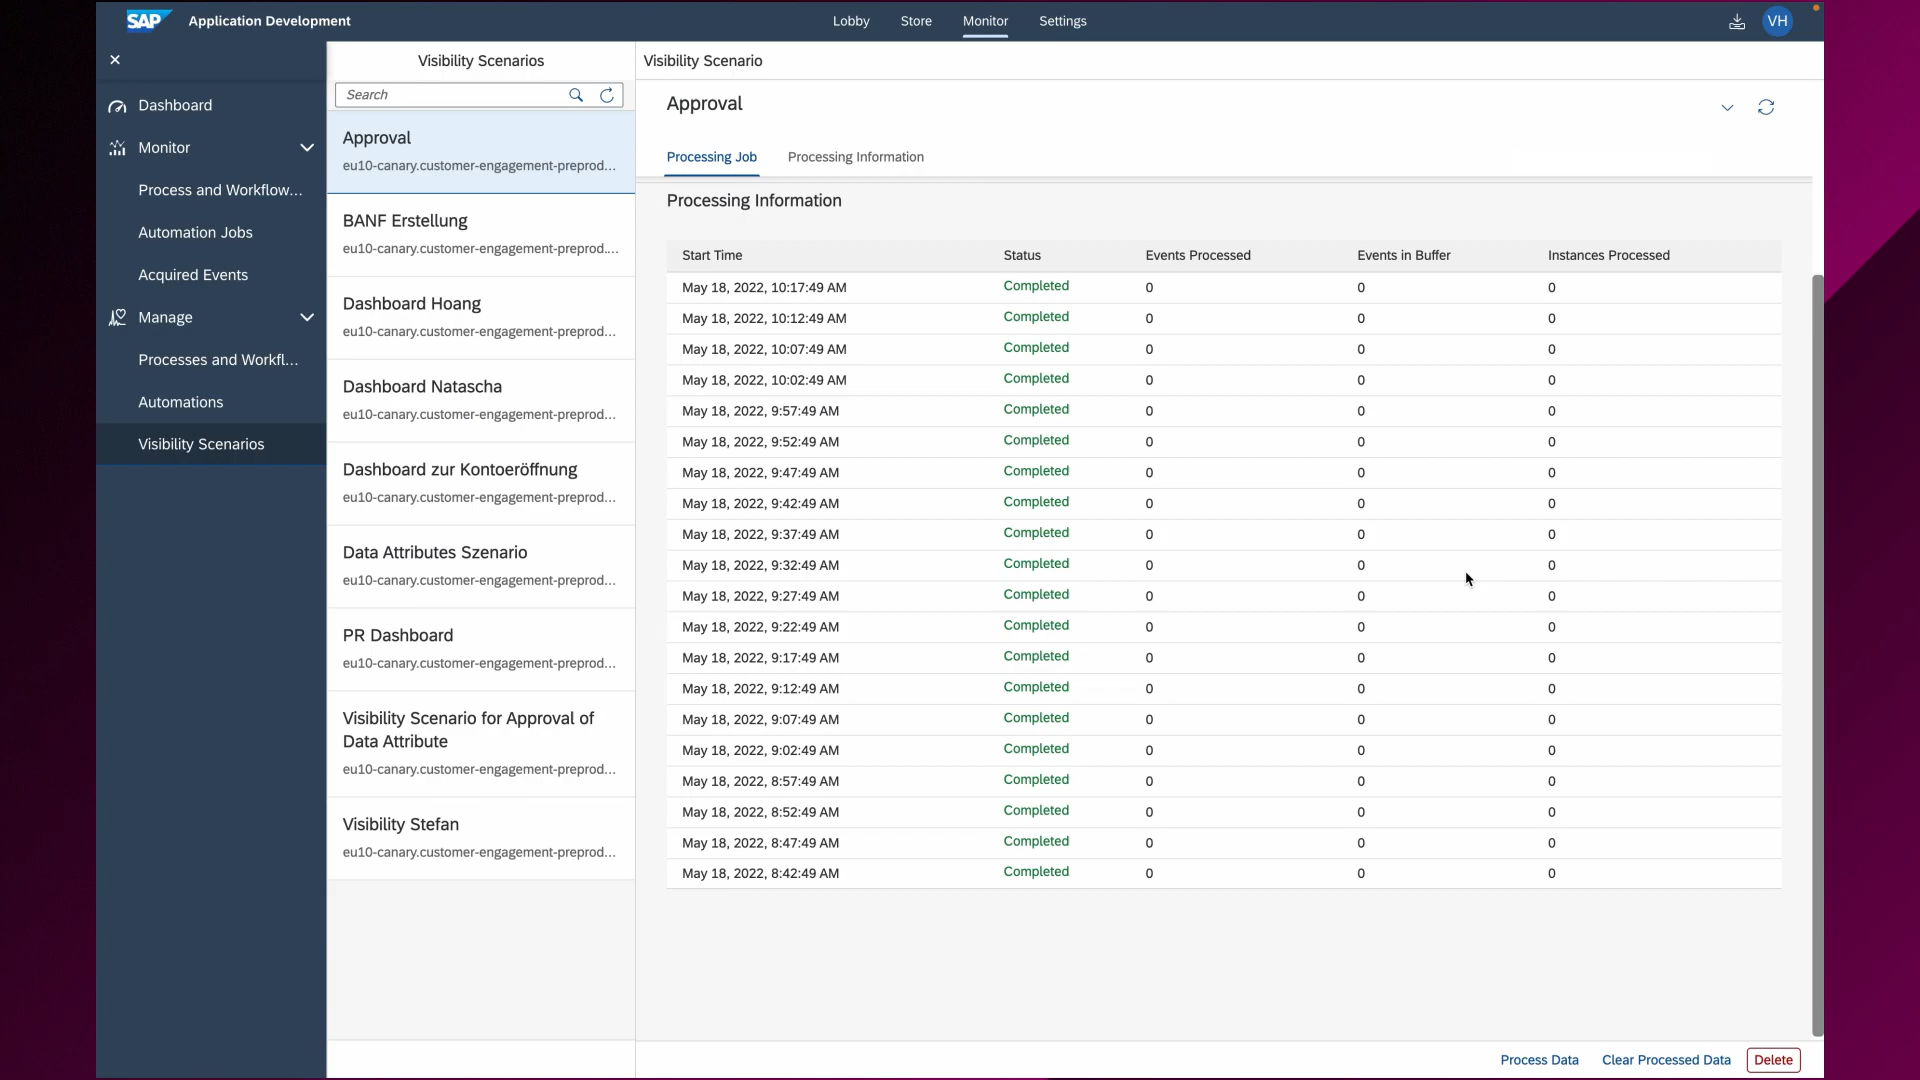 SAP Application Development Lobby Store Monitor Settings VH
Dashboard
Monitor
Process and Workflow...
Automation Jobs
Acquired Events
Manage
Processes and Workfl...
Automations
Visibility Scenarios
Visibility Scenarios
Search
Approval
eu10-canary.customer-engagement-preprod...
BANF Erstellung
eu10-canary.customer-engagement-preprod....
Dashboard Hoang
eu10-canary.customer-engagement-preprod...
Dashboard Natascha
eu10-canary.customer-engagement-preprod...
Dashboard zur Kontoeröffnung
eu10-canary.customer-engagement-preprod...
Data Attributes Szenario
eu10-canary.customer-engagement-preprod...
PR Dashboard
eu10-canary.customer-engagement-preprod...
Visibility Scenario for Approval of
Data Attribute
eu10-canary.customer-engagement-preprod...
Visibility Stefan
eu10-canary.customer-engagement-preprod...
Visibility Scenario
Approval
Processing Job Processing Information
Processing Information
Start Time Status Events Processed Events in Buffer Instances Processed
May 18, 2022, 10:17:49 AM Completed 0 0 0
May 18, 2022, 10:12:49 AM Completed 0 0 0
May 18, 2022, 10:07:49 AM Completed 0 0 0
May 18, 2022, 10:02:49 AM Completed 0 0 0
May 18, 2022, 9:57:49 AM Completed 0 0 0
May 18, 2022, 9:52:49 AM Completed 0 0 0
May 18, 2022, 9:47:49 AM Completed 0 0 0
May 18, 2022, 9:42:49 AM Completed 0 0 0
May 18, 2022, 9:37:49 AM Completed 0 0 0
May 18, 2022, 9:32:49 AM Completed 0 0 0
May 18, 2022, 9:27:49 AM Completed 0 0 0
May 18, 2022, 9:22:49 AM Completed 0 0 0
May 18, 2022, 9:17:49 AM Completed 0 0 0
May 18, 2022, 9:12:49 AM Completed 0 0 0
May 18, 2022, 9:07:49 AM Completed 0 0 0
May 18, 2022, 9:02:49 AM Completed 0 0 0
May 18, 2022, 8:57:49 AM Completed 0 0 0
May 18, 2022, 8:52:49 AM Completed 0 0 0
May 18, 2022, 8:47:49 AM Completed 0 0 0
May 18, 2022, 8:42:49 AM Completed 0 0 0
Process Data Clear Processed Data Delete